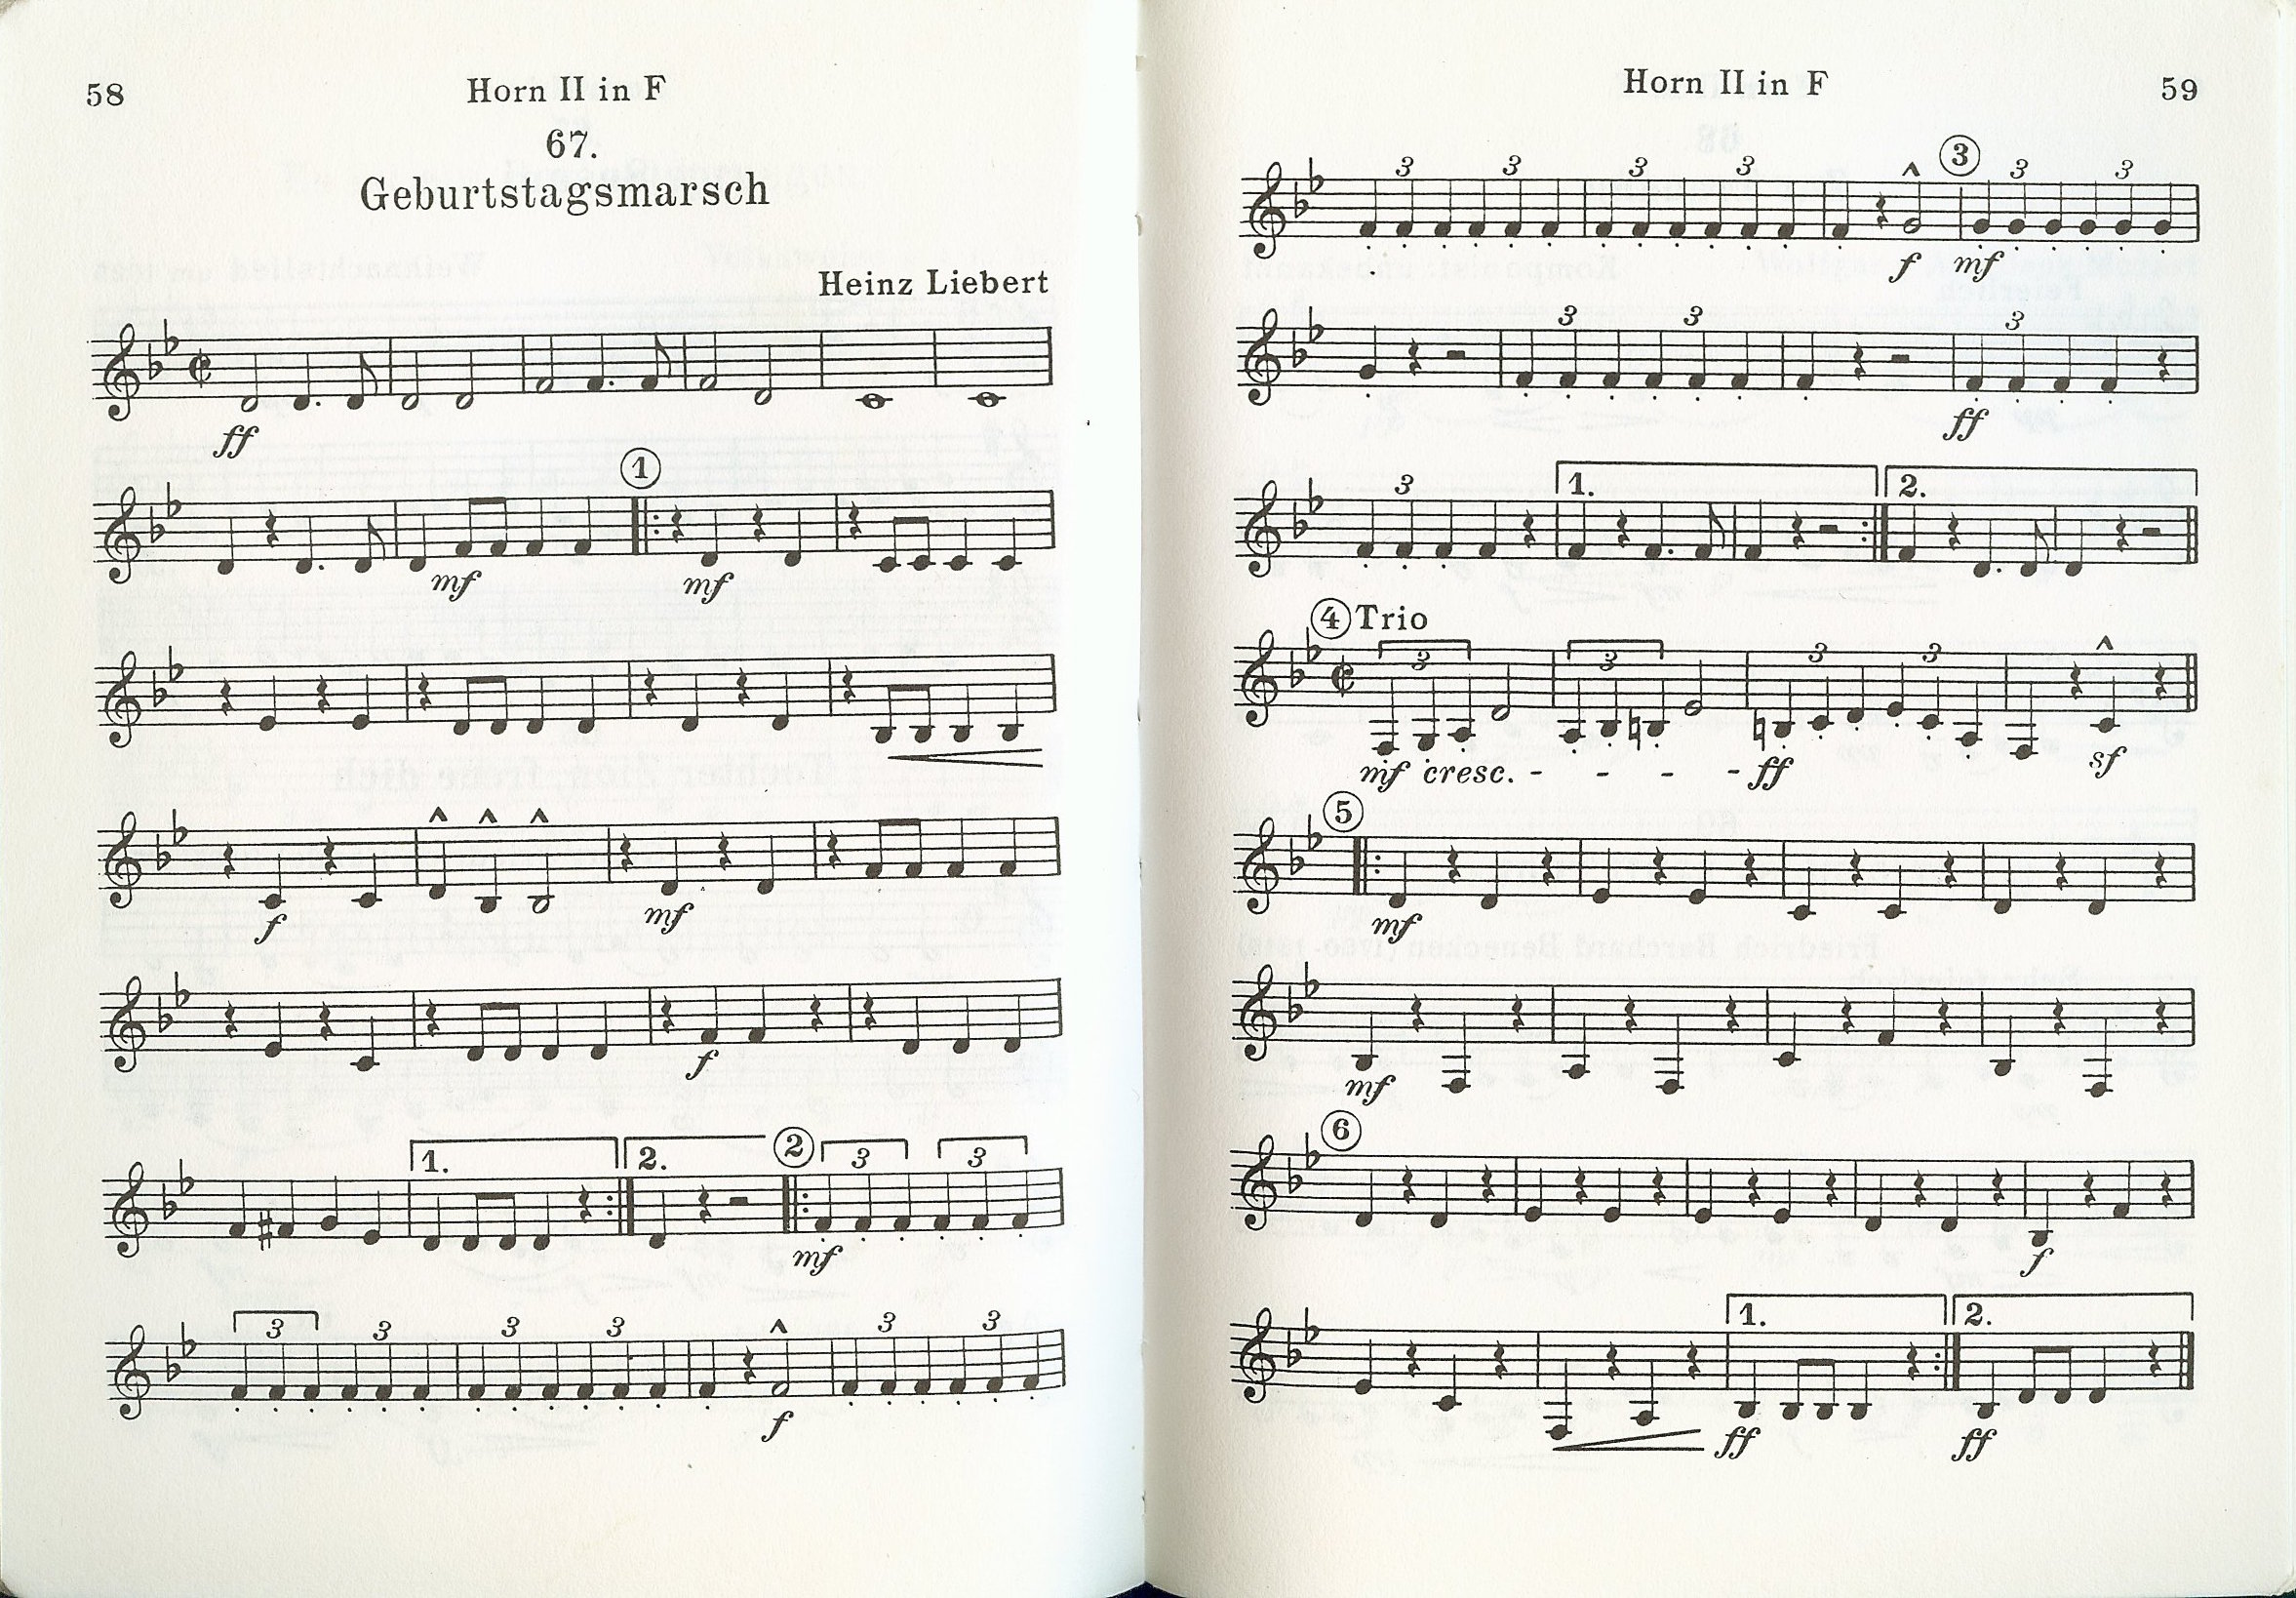 58
Horn II in F
67.
Geburtstagsmarsch
Heinz Liebert
ff
1
mf mf
f mf
f
1. 2. 2 3 3
mf
3 3 3 3 3 3
f
Horn II in F
59
3 3 3 3 3 3 3
f mf
3 3 3
ff
3 1. 2.
4 Trio
3 3 3 3
mf cresc. - - - - ff sf
5
mf
mf
6
f
1. 2.
ff ff